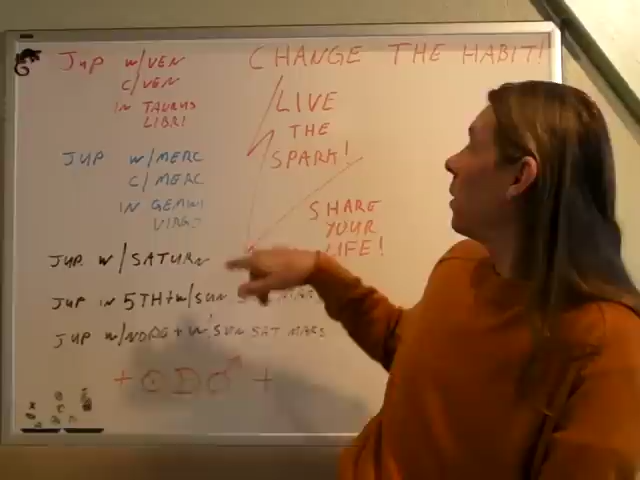 CHANGE THE HABIT!
LIVE
THE
SPARK!
SHARE
YOUR
LIFE!
JUP W/VEN
C/VEN
IN TAURUS
LIBRI
JUP W/MERC
C/MERC
IN GEMINI
VIRGO
JUP. W/SATURN
JUP IN 5TH + W/SUN
JUP W/NODE + W/SUN SAT MARS
+ ☉ D ♂ +